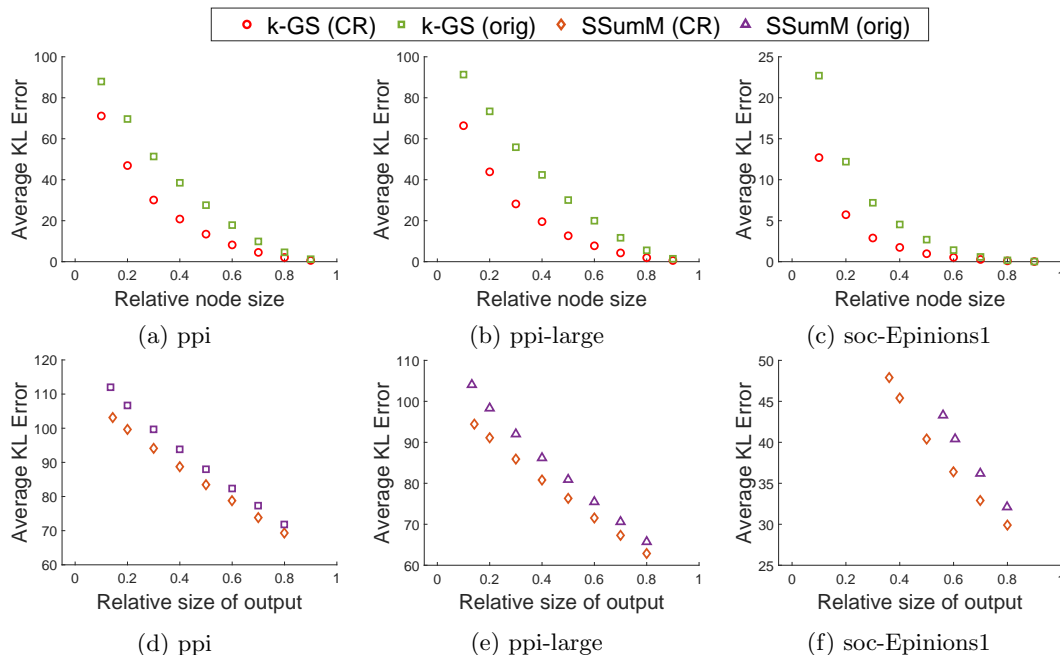 k-GS (CR) k-GS (orig) SSumM (CR) SSumM (orig)
100
80
60
40
20
0
Average KL Error
0 0.2 0.4 0.6 0.8 1
Relative node size
(a) ppi
100
80
60
40
20
0
Average KL Error
0 0.2 0.4 0.6 0.8 1
Relative node size
(b) ppi-large
25
20
15
10
5
0
Average KL Error
0 0.2 0.4 0.6 0.8 1
Relative node size
(c) soc-Epinions1
120
110
100
90
80
70
60
Average KL Error
0 0.2 0.4 0.6 0.8 1
Relative size of output
(d) ppi
110
100
90
80
70
60
Average KL Error
0 0.2 0.4 0.6 0.8 1
Relative size of output
(e) ppi-large
50
45
40
35
30
25
Average KL Error
0 0.2 0.4 0.6 0.8 1
Relative size of output
(f) soc-Epinions1